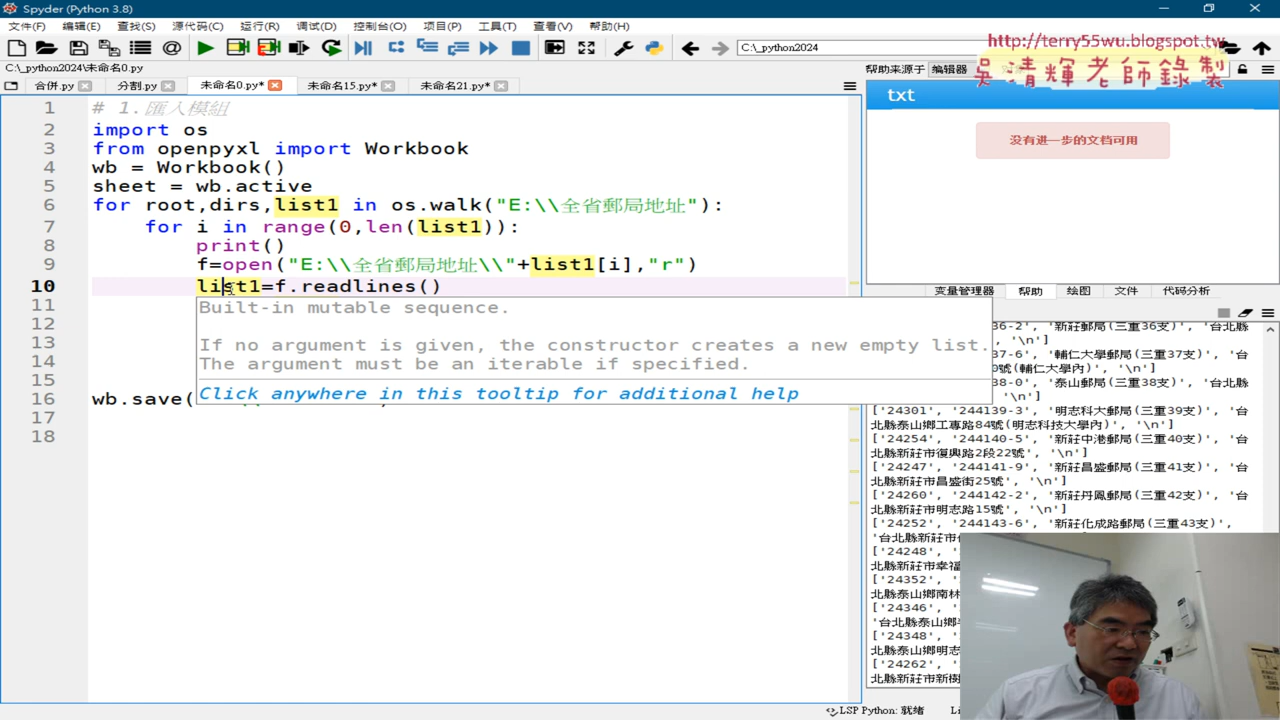 Spyder (Python 3.8)
文件(F) 编辑(E) 查找(S) 源代码(C) 运行(R) 调试(D) 控制台(O) 项目(P) 工具(T) 查看(V) 帮助(H)
C:\_python2024
http://terry55wu.blogspot.tw
吳清輝老師錄製
C:\_python2024\未命名0.py
帮助来源于 编辑器
合併.py 分割.py 未命名0.py* 未命名15.py* 未命名21.py*
txt
没有进一步的文档可用
1 # 1.匯入模組
2 import os
3 from openpyxl import Workbook
4 wb = Workbook()
5 sheet = wb.active
6 for root,dirs,list1 in os.walk("E:\\全省郵局地址"):
7 for i in range(0,len(list1)):
8 print()
9 f=open("E:\\全省郵局地址\\"+list1[i],"r")
10 list1=f.readlines()
11
12
13
14
15
16 wb.save(
17
18
Built-in mutable sequence.
If no argument is given, the constructor creates a new empty list.
The argument must be an iterable if specified.
Click anywhere in this tooltip for additional help
变量管理器 帮助 绘图 文件 代码分析
36-2', '新莊郵局(三重36支)', '台北縣
', '\n']
37-6', '輔仁大學郵局(三重37支)', '台
0號(輔仁大學內)', '\n']
38-0', '泰山郵局(三重38支)', '台北縣
', '\n']
['24301', '244139-3', '明志科大郵局(三重39支)', '台
北縣泰山鄉工專路84號(明志科技大學內)', '\n']
['24254', '244140-5', '新莊中港郵局(三重40支)', '台
北縣新莊市復興路2段22號', '\n']
['24247', '244141-9', '新莊昌盛郵局(三重41支)', '台
北縣新莊市昌盛街25號', '\n']
['24260', '244142-2', '新莊丹鳳郵局(三重42支)', '台
北縣新莊市明志路15號', '\n']
['24252', '244143-6', '新莊化成路郵局(三重43支)',
'台北縣新莊市
['24248',
北縣新莊市幸福
['24352',
北縣泰山鄉南林
['24346',
'台北縣泰山鄉
['24348',
北縣泰山鄉明志
['24262',
北縣新莊市新樹
LSP Python: 就绪